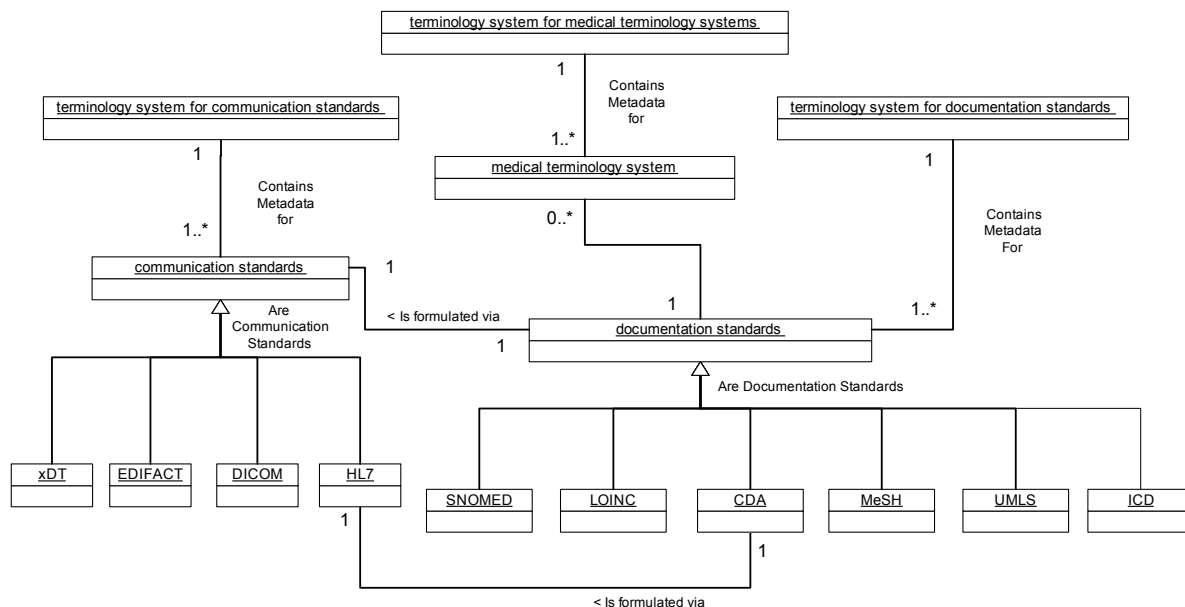 terminology system for medical terminology systems
1
Contains
Metadata
for
1..*
terminology system for communication standards
1
Contains
Metadata
for
1..*
terminology system for documentation standards
1
Contains
Metadata
For
1..*
medical terminology system
0..*
1
communication standards
1
< Is formulated via
1
documentation standards
Are
Communication
Standards
Are Documentation Standards
xDT
EDIFACT
DICOM
HL7
1
SNOMED
LOINC
CDA
MeSH
UMLS
ICD
1
< Is formulated via